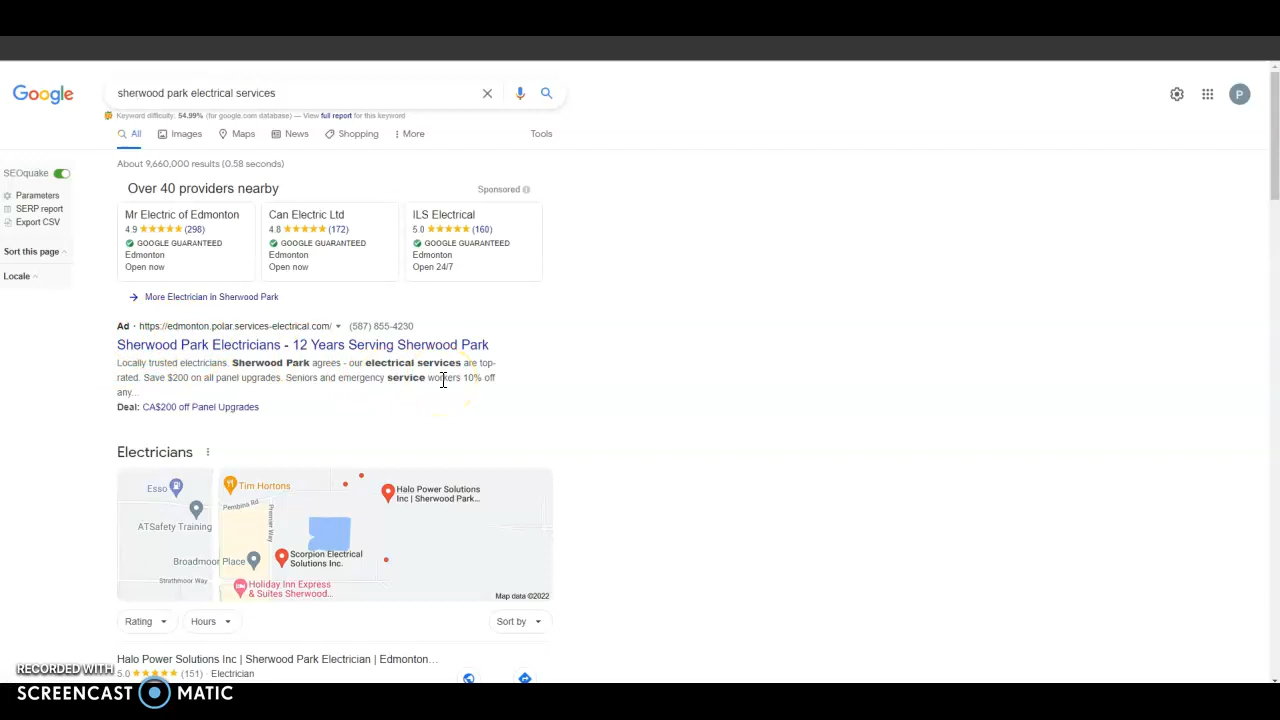 Google
sherwood park electrical services
Keyword difficulty: 54.99% (for google.com database) — View full report for this keyword
All Images Maps News Shopping More Tools
About 9,660,000 results (0.58 seconds)
SEOquake
Parameters
SERP report
Export CSV
Sort this page
Locale
P
Over 40 providers nearby Sponsored
Mr Electric of Edmonton
4.9 (298)
GOOGLE GUARANTEED
Edmonton
Open now
Can Electric Ltd
4.8 (172)
GOOGLE GUARANTEED
Edmonton
Open now
ILS Electrical
5.0 (160)
GOOGLE GUARANTEED
Edmonton
Open 24/7
More Electrician in Sherwood Park
Ad · https://edmonton.polar.services-electrical.com/ (587) 855-4230
Sherwood Park Electricians - 12 Years Serving Sherwood Park
Locally trusted electricians. Sherwood Park agrees - our electrical services are top-
rated. Save $200 on all panel upgrades. Seniors and emergency service workers 10% off
any...
Deal: CA$200 off Panel Upgrades
Electricians
Esso
Tim Hortons
Pembina Rd
Premier Way
ATSafety Training
Halo Power Solutions
Inc | Sherwood Park...
Scorpion Electrical
Solutions Inc.
Broadmoor Place
Strathmoor Way
Holiday Inn Express
& Suites Sherwood...
Map data ©2022
Rating Hours Sort by
Halo Power Solutions Inc | Sherwood Park Electrician | Edmonton...
5.0 (151) · Electrician
RECORDED WITH
SCREENCAST MATIC